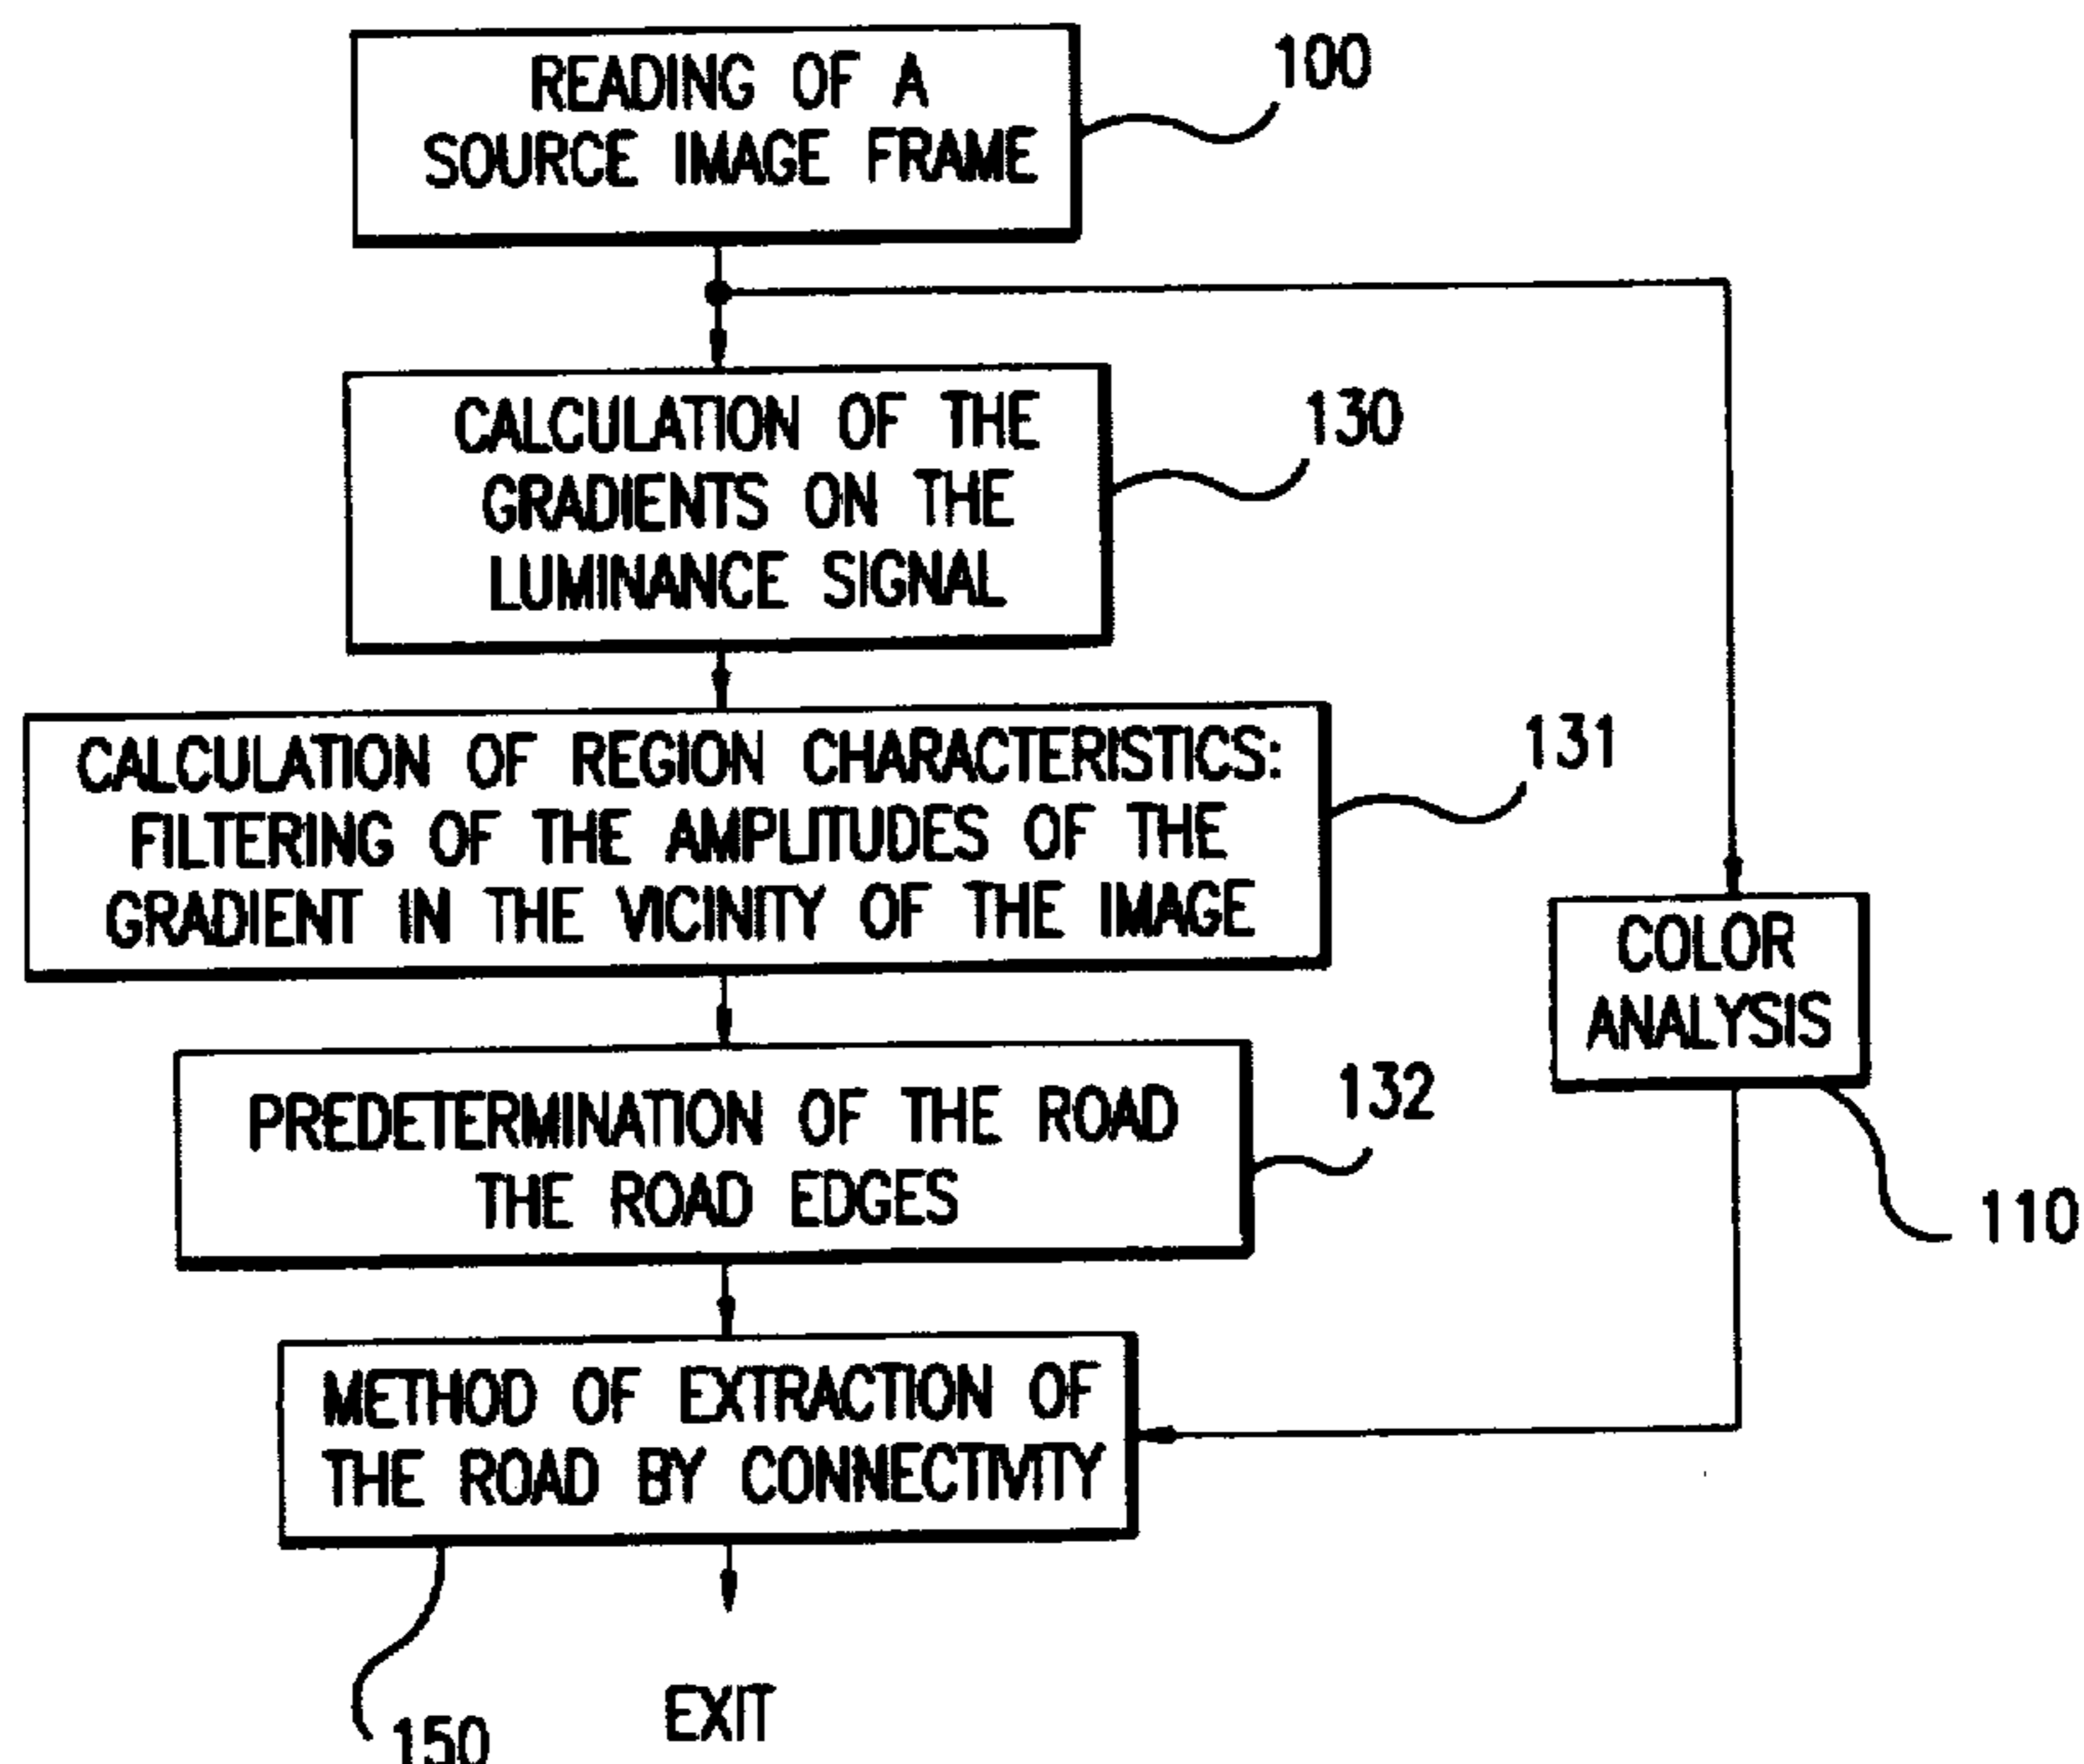 READING OF A
SOURCE IMAGE FRAME
100
CALCULATION OF THE
GRADIENTS ON THE
LUMINANCE SIGNAL
130
CALCULATION OF REGION CHARACTERISTICS:
FILTERING OF THE AMPLITUDES OF THE
GRADIENT IN THE VICINITY OF THE IMAGE
131
COLOR
ANALYSIS
110
PREDETERMINATION OF THE ROAD
THE ROAD EDGES
132
METHOD OF EXTRACTION OF
THE ROAD BY CONNECTIVITY
150
EXIT